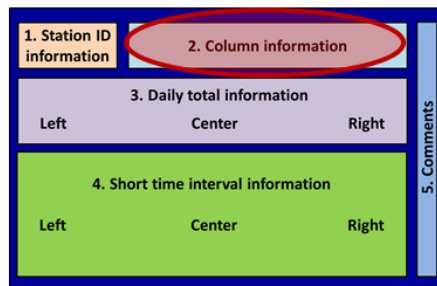 1. Station ID
information
2. Column information
3. Daily total information
Left Center Right
4. Short time interval information
Left Center Right
5. Comments